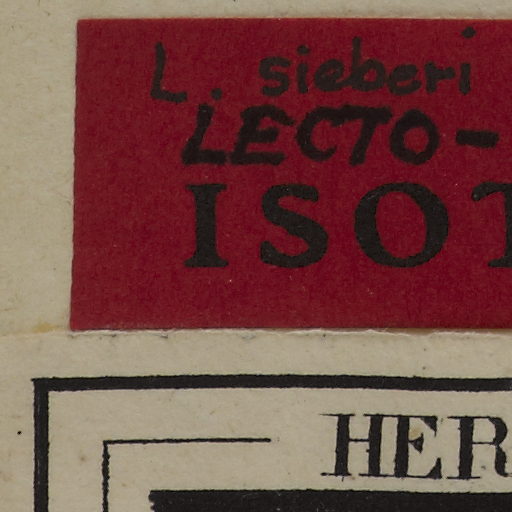 L. sieberi
LECTO-
ISOT
HER